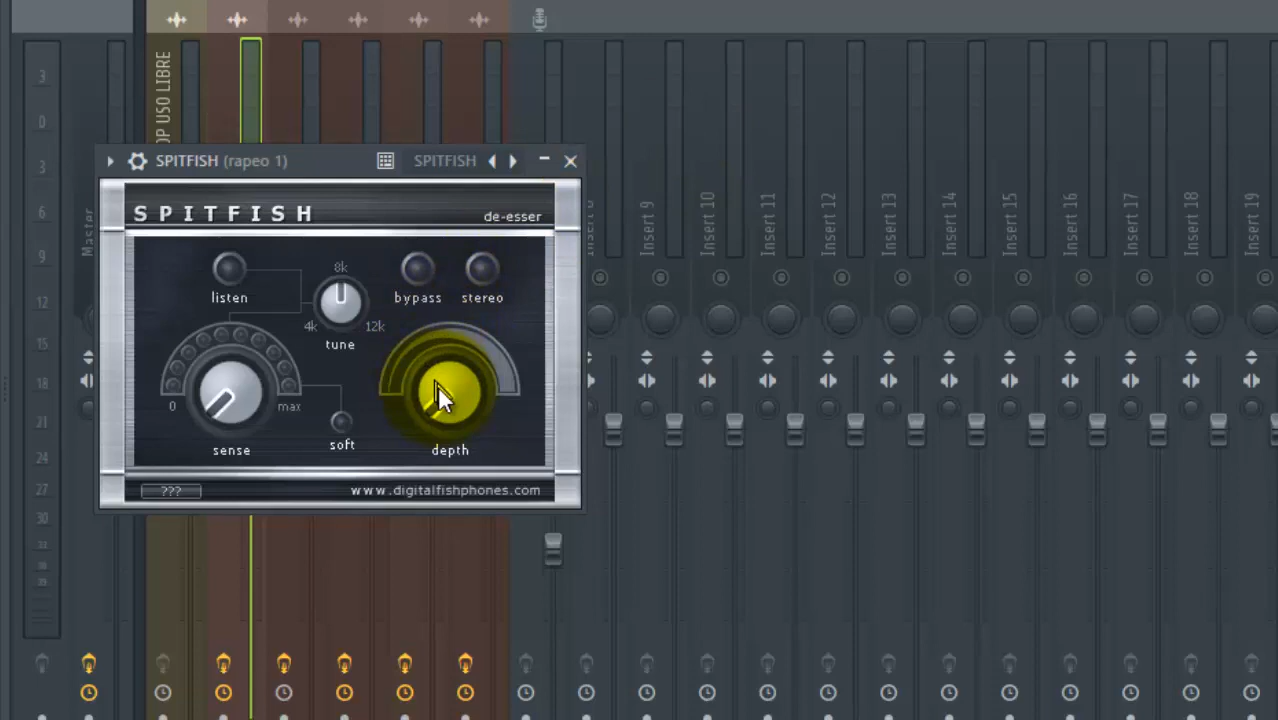 3
0
3
6
9
12
15
18
21
24
27
30
33
36
39
OP USO LIBRE
Master
SPITFISH (rapeo 1)
SPITFISH
SPITFISH
de-esser
listen
8k
4k
12k
tune
bypass
stereo
0
max
sense
soft
depth
???
www.digitalfishphones.com
Insert 9
Insert 10
Insert 11
Insert 12
Insert 13
Insert 14
Insert 15
Insert 16
Insert 17
Insert 18
Insert 19